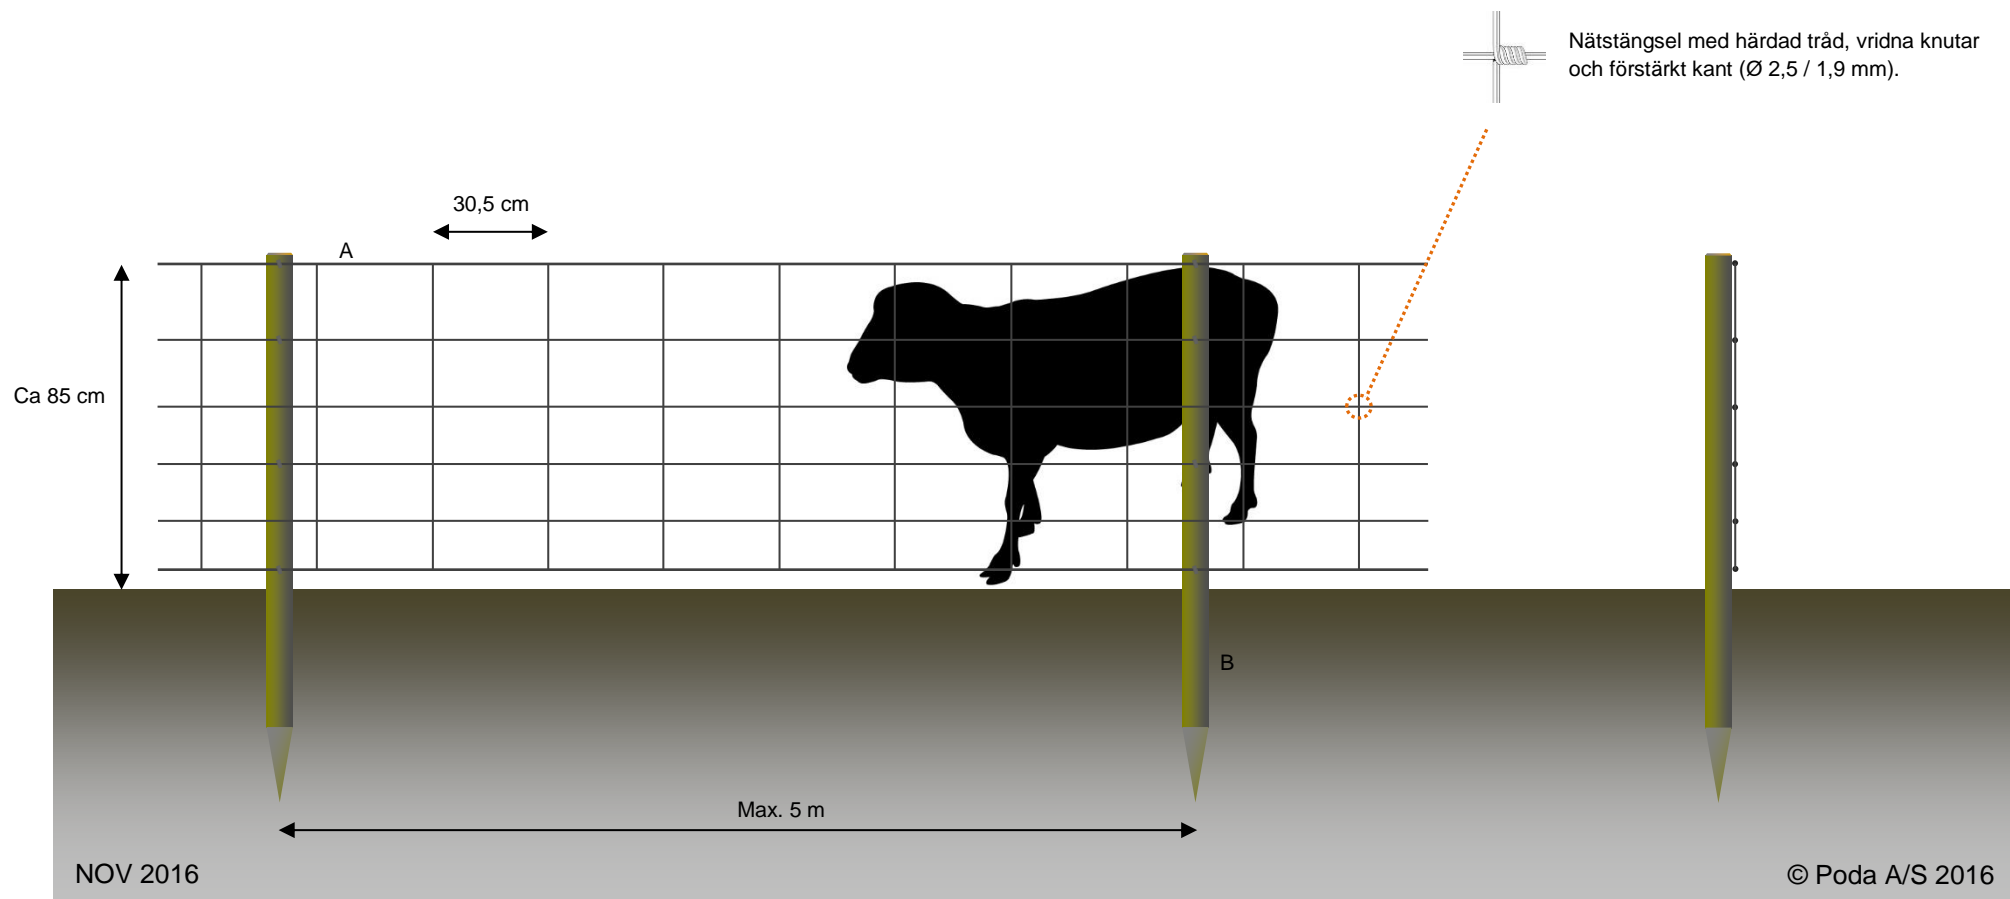 Nätstängsel med härdad tråd, vridna knutar
och förstärkt kant (Ø 2,5 / 1,9 mm).
30,5 cm
A
Ca 85 cm
B
Max. 5 m
NOV 2016
© Poda A/S 2016